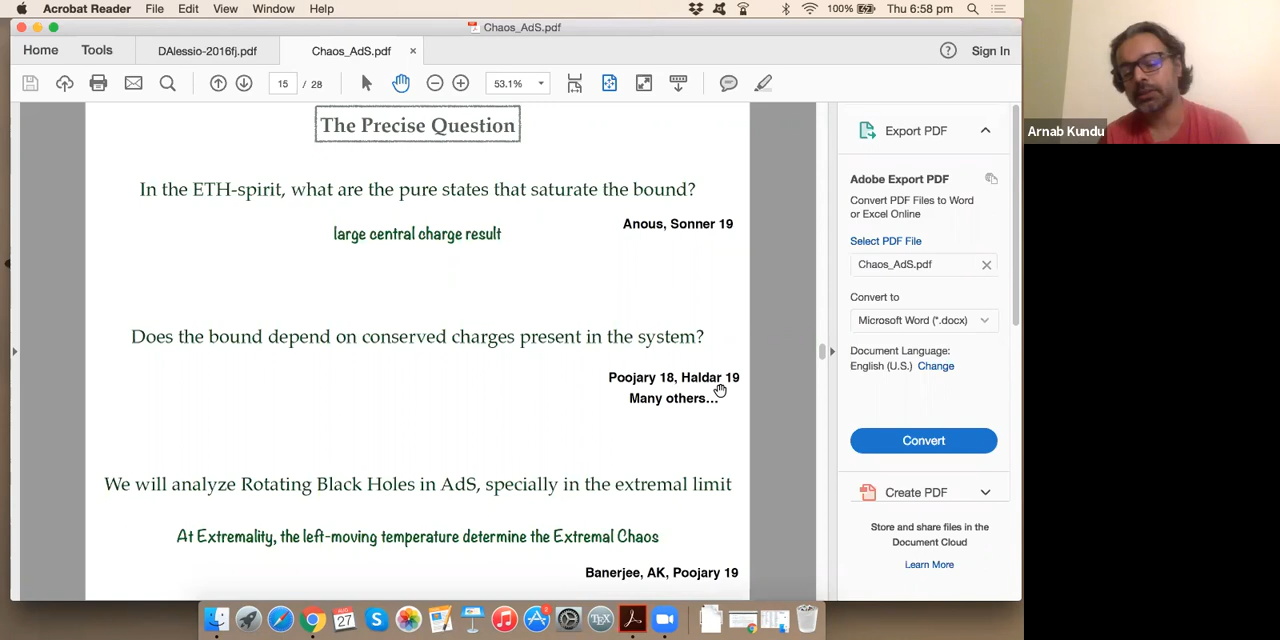 Acrobat Reader File Edit View Window Help 100% Thu 6:58 pm
Chaos_AdS.pdf
Home Tools DAlessio-2016fj.pdf Chaos_AdS.pdf × ? Sign In
15 / 28 53.1%
The Precise Question
In the ETH-spirit, what are the pure states that saturate the bound?
Anous, Sonner 19
large central charge result
Does the bound depend on conserved charges present in the system?
Poojary 18, Haldar 19
Many others...
We will analyze Rotating Black Holes in AdS, specially in the extremal limit
At Extremality, the left-moving temperature determine the Extremal Chaos
Banerjee, AK, Poojary 19
Export PDF
Adobe Export PDF
Convert PDF Files to Word
or Excel Online
Select PDF File
Chaos_AdS.pdf
Convert to
Microsoft Word (*.docx)
Document Language:
English (U.S.) Change
Convert
Create PDF
Store and share files in the
Document Cloud
Learn More
Arnab Kundu
AUG
27
TEX